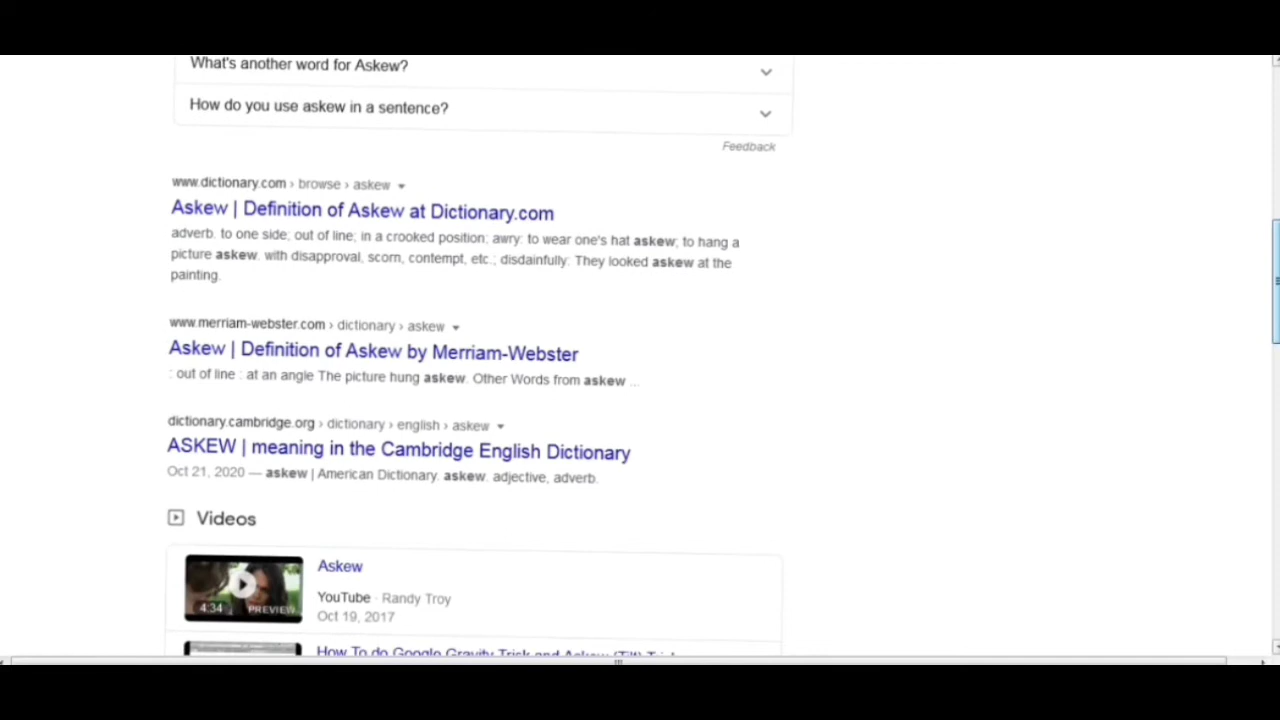 What's another word for Askew?
How do you use askew in a sentence?
Feedback
www.dictionary.com › browse › askew
Askew | Definition of Askew at Dictionary.com
adverb. to one side; out of line; in a crooked position; awry: to wear one's hat askew; to hang a
picture askew. with disapproval, scorn, contempt, etc.; disdainfully: They looked askew at the
painting.
www.merriam-webster.com › dictionary › askew
Askew | Definition of Askew by Merriam-Webster
: out of line : at an angle The picture hung askew. Other Words from askew ...
dictionary.cambridge.org › dictionary › english › askew
ASKEW | meaning in the Cambridge English Dictionary
Oct 21, 2020 — askew | American Dictionary. askew. adjective, adverb.
Videos
Askew
4:34 PREVIEW
YouTube · Randy Troy
Oct 19, 2017
How To do Google Gravity Trick and Askew (Tilt)